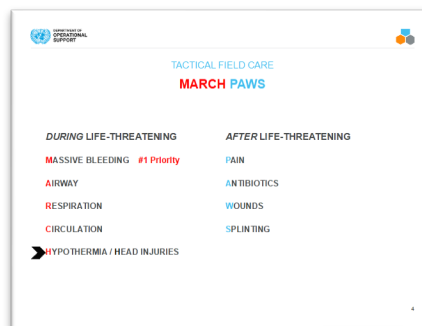 DEPARTMENT OF
OPERATIONAL
SUPPORT
TACTICAL FIELD CARE
MARCH PAWS
DURING LIFE-THREATENING
MASSIVE BLEEDING #1 Priority
AIRWAY
RESPIRATION
CIRCULATION
HYPOTHERMIA / HEAD INJURIES
AFTER LIFE-THREATENING
PAIN
ANTIBIOTICS
WOUNDS
SPLINTING
4